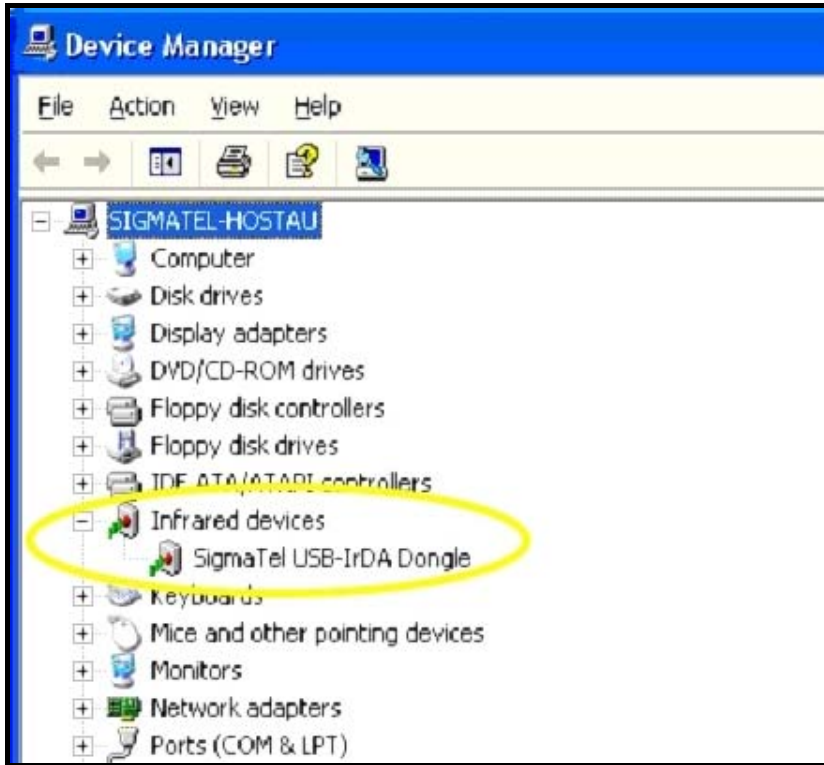 Device Manager
File Action View Help
SIGMATEL-HOSTAU
Computer
Disk drives
Display adapters
DVD/CD-ROM drives
Floppy disk controllers
Floppy disk drives
IDE ATA/ATAPI controllers
Infrared devices
SigmaTel USB-IrDA Dongle
Keyboards
Mice and other pointing devices
Monitors
Network adapters
Ports (COM & LPT)